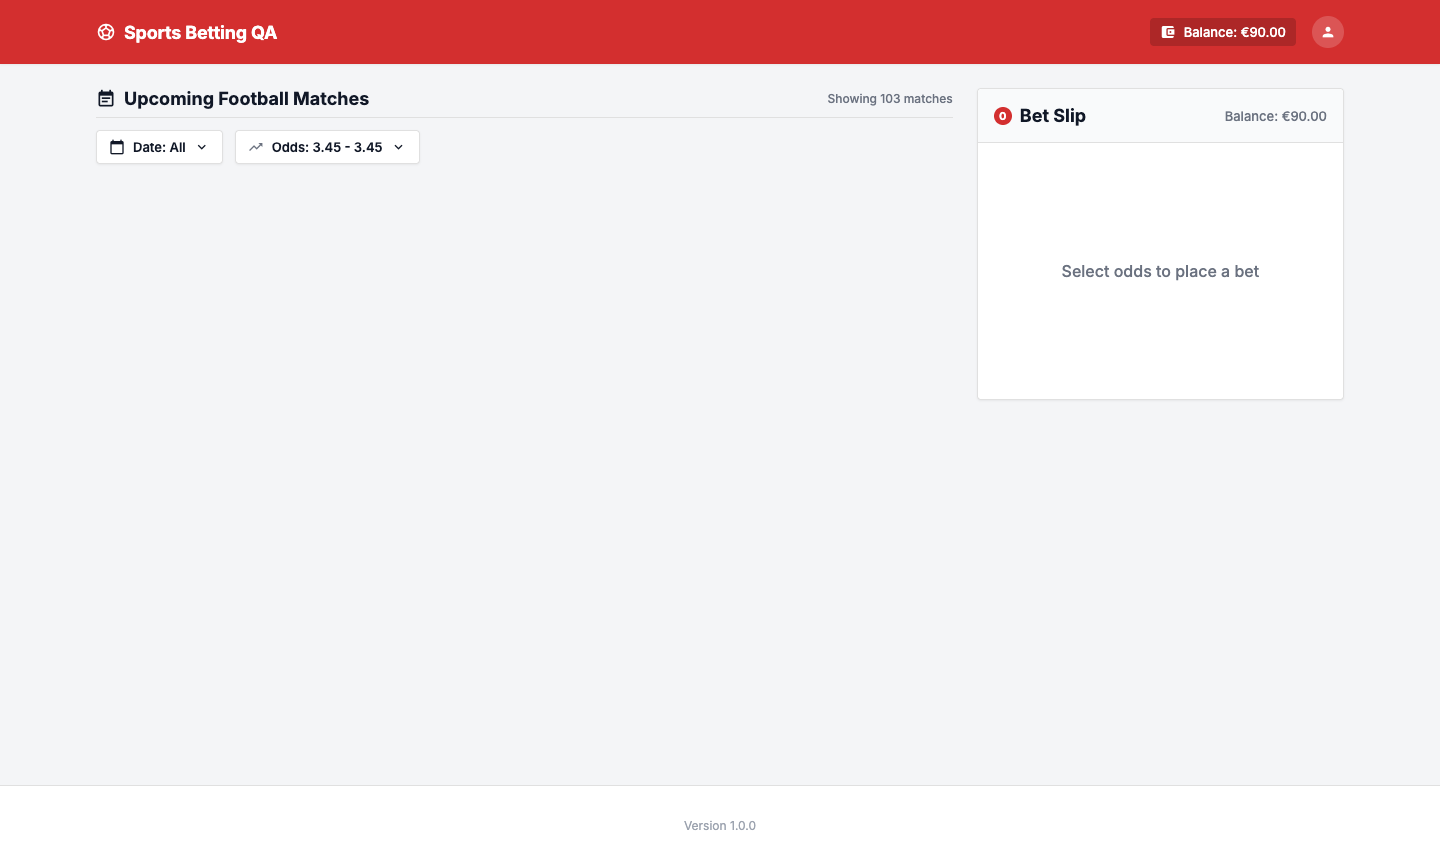 Sports Betting QA
Balance: €90.00
Upcoming Football Matches
Showing 103 matches
Date: All
Odds: 3.45 - 3.45
0 Bet Slip
Balance: €90.00
Select odds to place a bet
Version 1.0.0